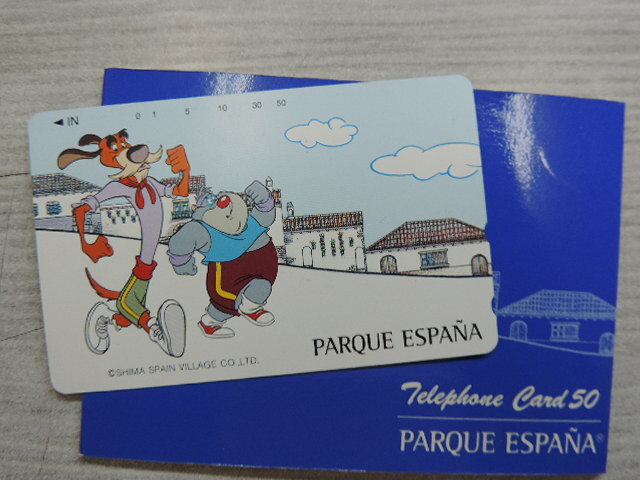 ◀ IN 0 1 5 10 30 50
PARQUE ESPAÑA
©SHIMA SPAIN VILLAGE CO.,LTD.
Telephone Card 50
PARQUE ESPAÑA®